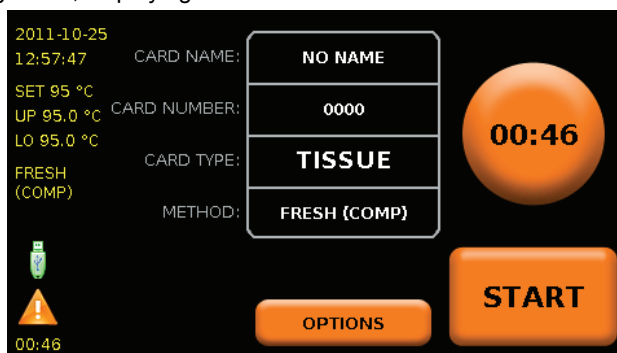 2011-10-25
12:57:47
SET 95 °C
UP 95.0 °C
LO 95.0 °C
FRESH
(COMP)
00:46
CARD NAME: NO NAME
CARD NUMBER: 0000
CARD TYPE: TISSUE
METHOD: FRESH (COMP)
OPTIONS
00:46
START